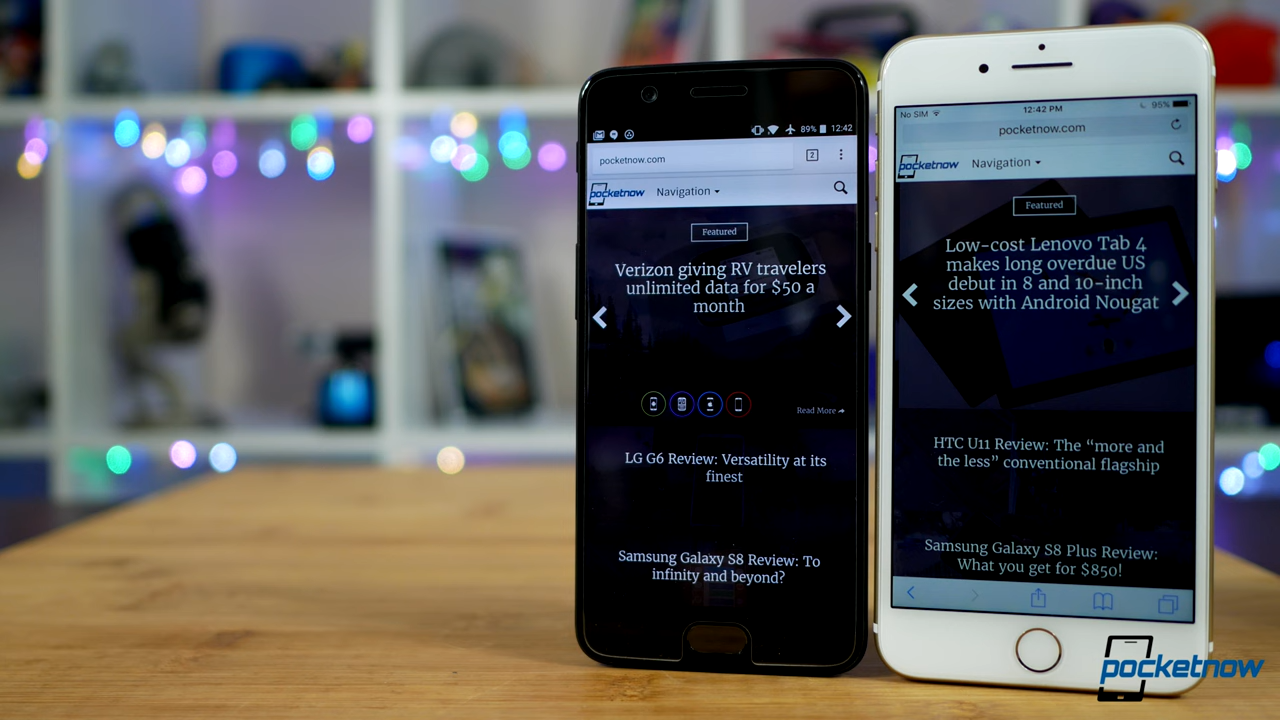 89% 12:42
pocketnow.com
2
pocketnow Navigation
Featured
Verizon giving RV travelers
unlimited data for $50 a
month
Read More
LG G6 Review: Versatility at its
finest
Samsung Galaxy S8 Review: To
infinity and beyond?
No SIM 12:42 PM 95%
pocketnow.com
pocketnow Navigation
Featured
Low-cost Lenovo Tab 4
makes long overdue US
debut in 8 and 10-inch
sizes with Android Nougat
HTC U11 Review: The “more and
the less” conventional flagship
Samsung Galaxy S8 Plus Review:
What you get for $850!
pocketnow